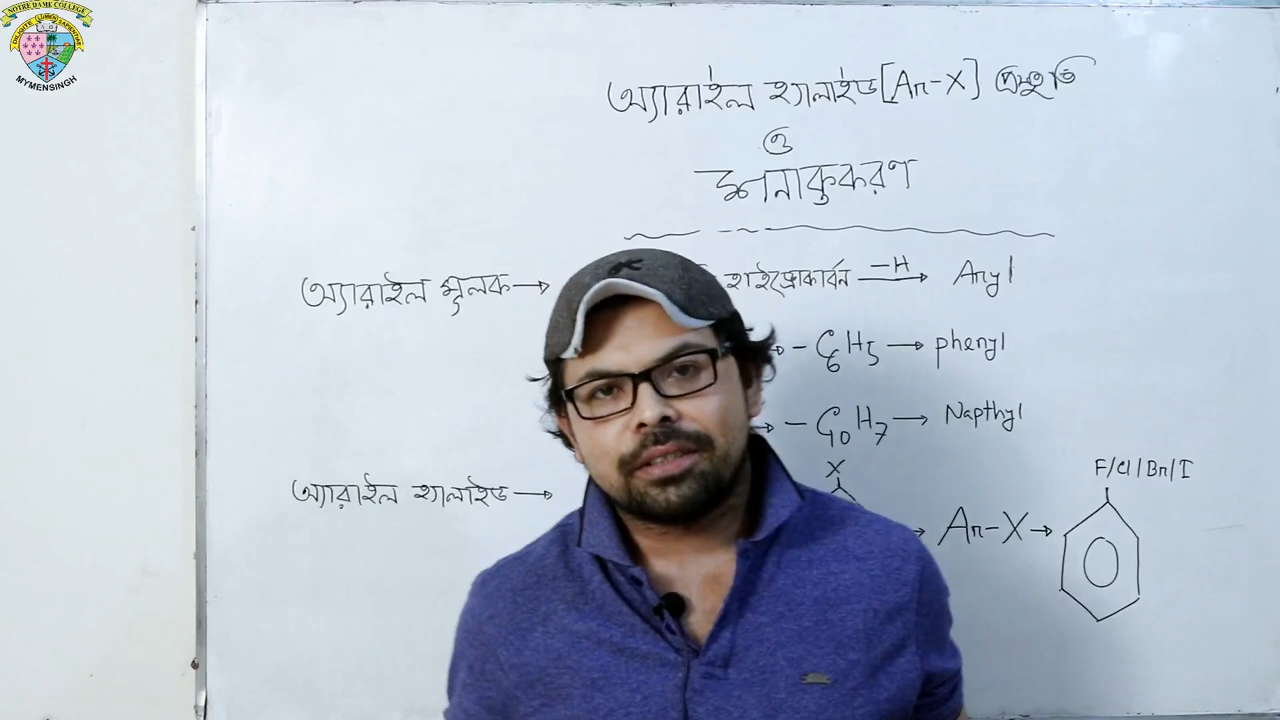 NOTRE DAME COLLEGE
MYMENSINGH
অ্যারাইল হ্যালাইড [Ar-X] প্রস্তুতি
ও
শনাক্তকরণ
অ্যারাইল মূলক → হাইড্রোকার্বন -H → Aryl
→ - C6H5 → phenyl
→ - C10H7 → Napthyl
X
F/Cl/Br/I
অ্যারাইল হ্যালাইড →
→ Ar-X →